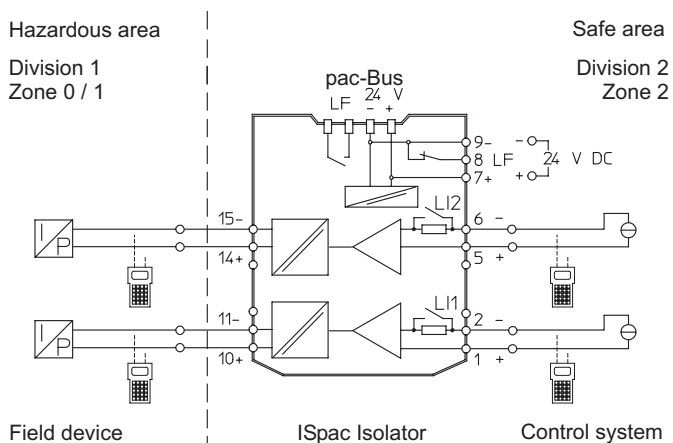 Hazardous area
Safe area
Division 1
Zone 0 / 1
Division 2
Zone 2
pac-Bus
LF 24 V
- +
9- - 24 V DC
8 LF
7+ +
LI2
15-
14+
6 -
5 +
I
P
LI1
11-
10+
2 -
1 +
I
P
Field device
ISpac Isolator
Control system